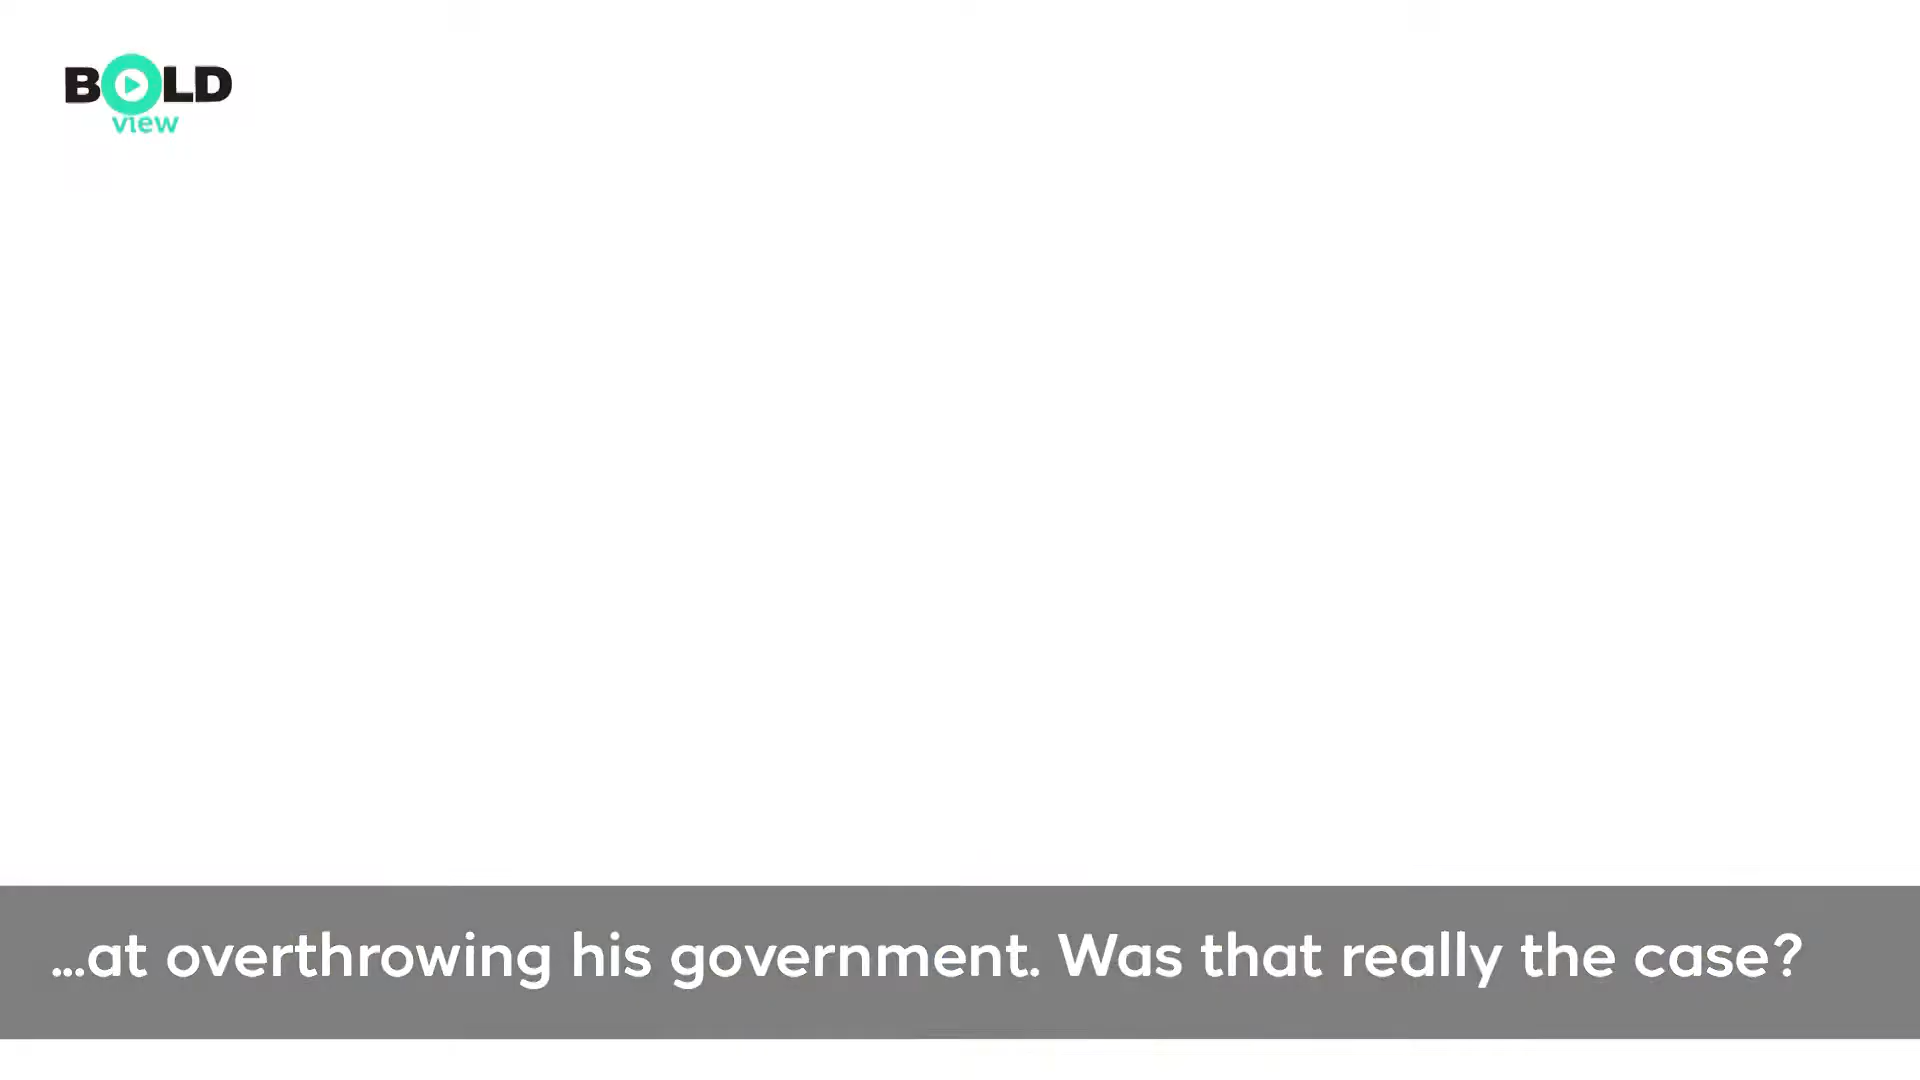 BOLD
view
...at overthrowing his government. Was that really the case?